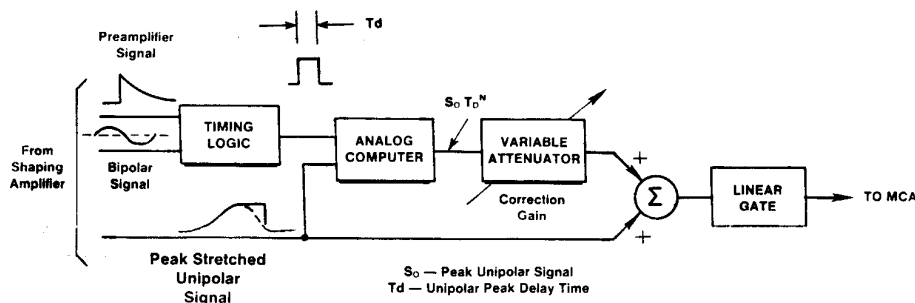 Td
Preamplifier
Signal
From
Shaping
Amplifier
TIMING
LOGIC
Bipolar
Signal
ANALOG
COMPUTER
S₀ T_D^N
VARIABLE
ATTENUATOR
Correction
Gain
+
Σ
+
LINEAR
GATE
TO MCA
Peak Stretched
Unipolar
Signal
S₀ — Peak Unipolar Signal
Td — Unipolar Peak Delay Time